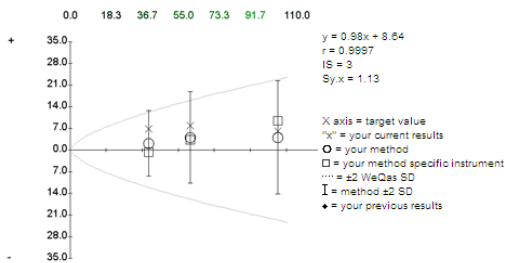 0.0 18.3 36.7 55.0 73.3 91.7 110.0
+ 35.0
28.0
21.0
14.0
7.0
0.0
7.0
14.0
21.0
28.0
- 35.0
y = 0.98x + 8.64
r = 0.9997
IS = 3
Sy.x = 1.13
X axis = target value
"x" = your current results
O = your method
□ = your method specific instrument
···· = ±2 WeQas SD
I = method ±2 SD
♦ = your previous results